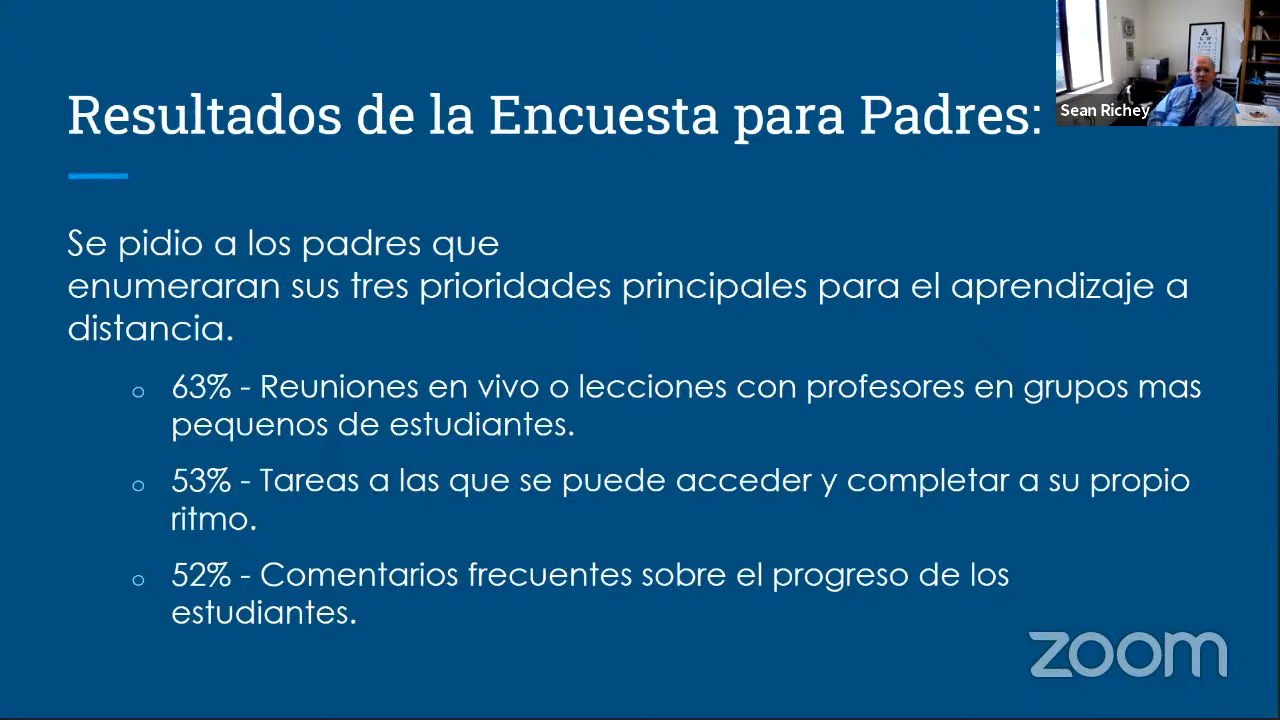 Resultados de la Encuesta para Padres:
Sean Richey
Se pidio a los padres que
enumeraran sus tres prioridades principales para el aprendizaje a
distancia.
o 63% - Reuniones en vivo o lecciones con profesores en grupos mas
pequenos de estudiantes.
o 53% - Tareas a las que se puede acceder y completar a su propio
ritmo.
o 52% - Comentarios frecuentes sobre el progreso de los
estudiantes.
zoom